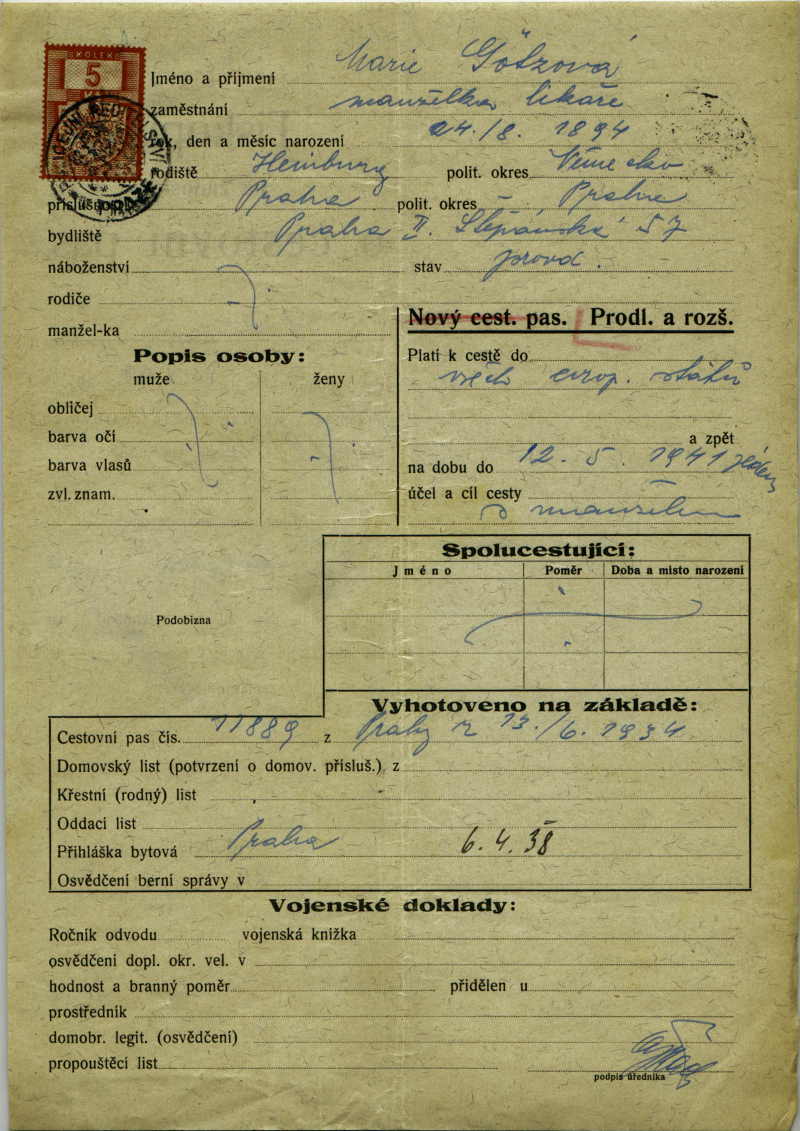 KOLEK
5
Jméno a příjmení Marie Götzová
zaměstnání manželka lékaře
den a měsíc narození 24./8. 1894
rodiště Hainburg polit. okres Německo
Praha polit. okres Praha
bydliště Praha II. Štěpánská 57
náboženství stav provd.
rodiče
manžel-ka
Nový cest. pas. Prodl. a rozš.
Popis osoby:
muže ženy
obličej
barva očí
barva vlasů
zvl. znam.
Platí k cestě do
všech evrop. států
a zpět
na dobu do 12. 5. 1941
účel a cíl cesty
s manželem
Spolucestující:
Jméno Poměr Doba a místo narození
Podobizna
Vyhotoveno na základě:
Cestovní pas čís. 11889 z Prahy z 13./6. 1934
Domovský list (potvrzení o domov. přísluš.) z
Křestní (rodný) list
Oddací list
Přihláška bytová Praha 6. 4. 38
Osvědčení berní správy v
Vojenské doklady:
Ročník odvodu vojenská knížka
osvědčení dopl. okr. vel. v
hodnost a branný poměr přidělen u
prostředník
domobr. legit. (osvědčení)
propouštěcí list
podpis úředníka